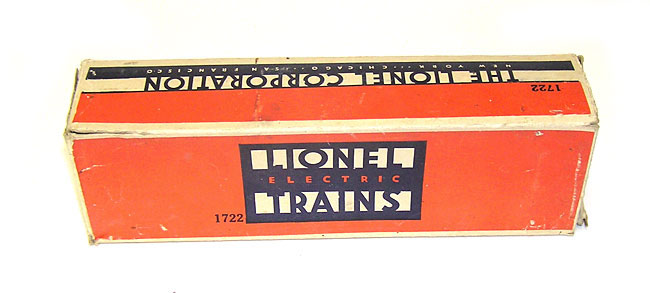 NEW YORK...CHICAGO...SAN FRANCISCO
THE LIONEL CORPORATION
1722
LIONEL
ELECTRIC
TRAINS
1722